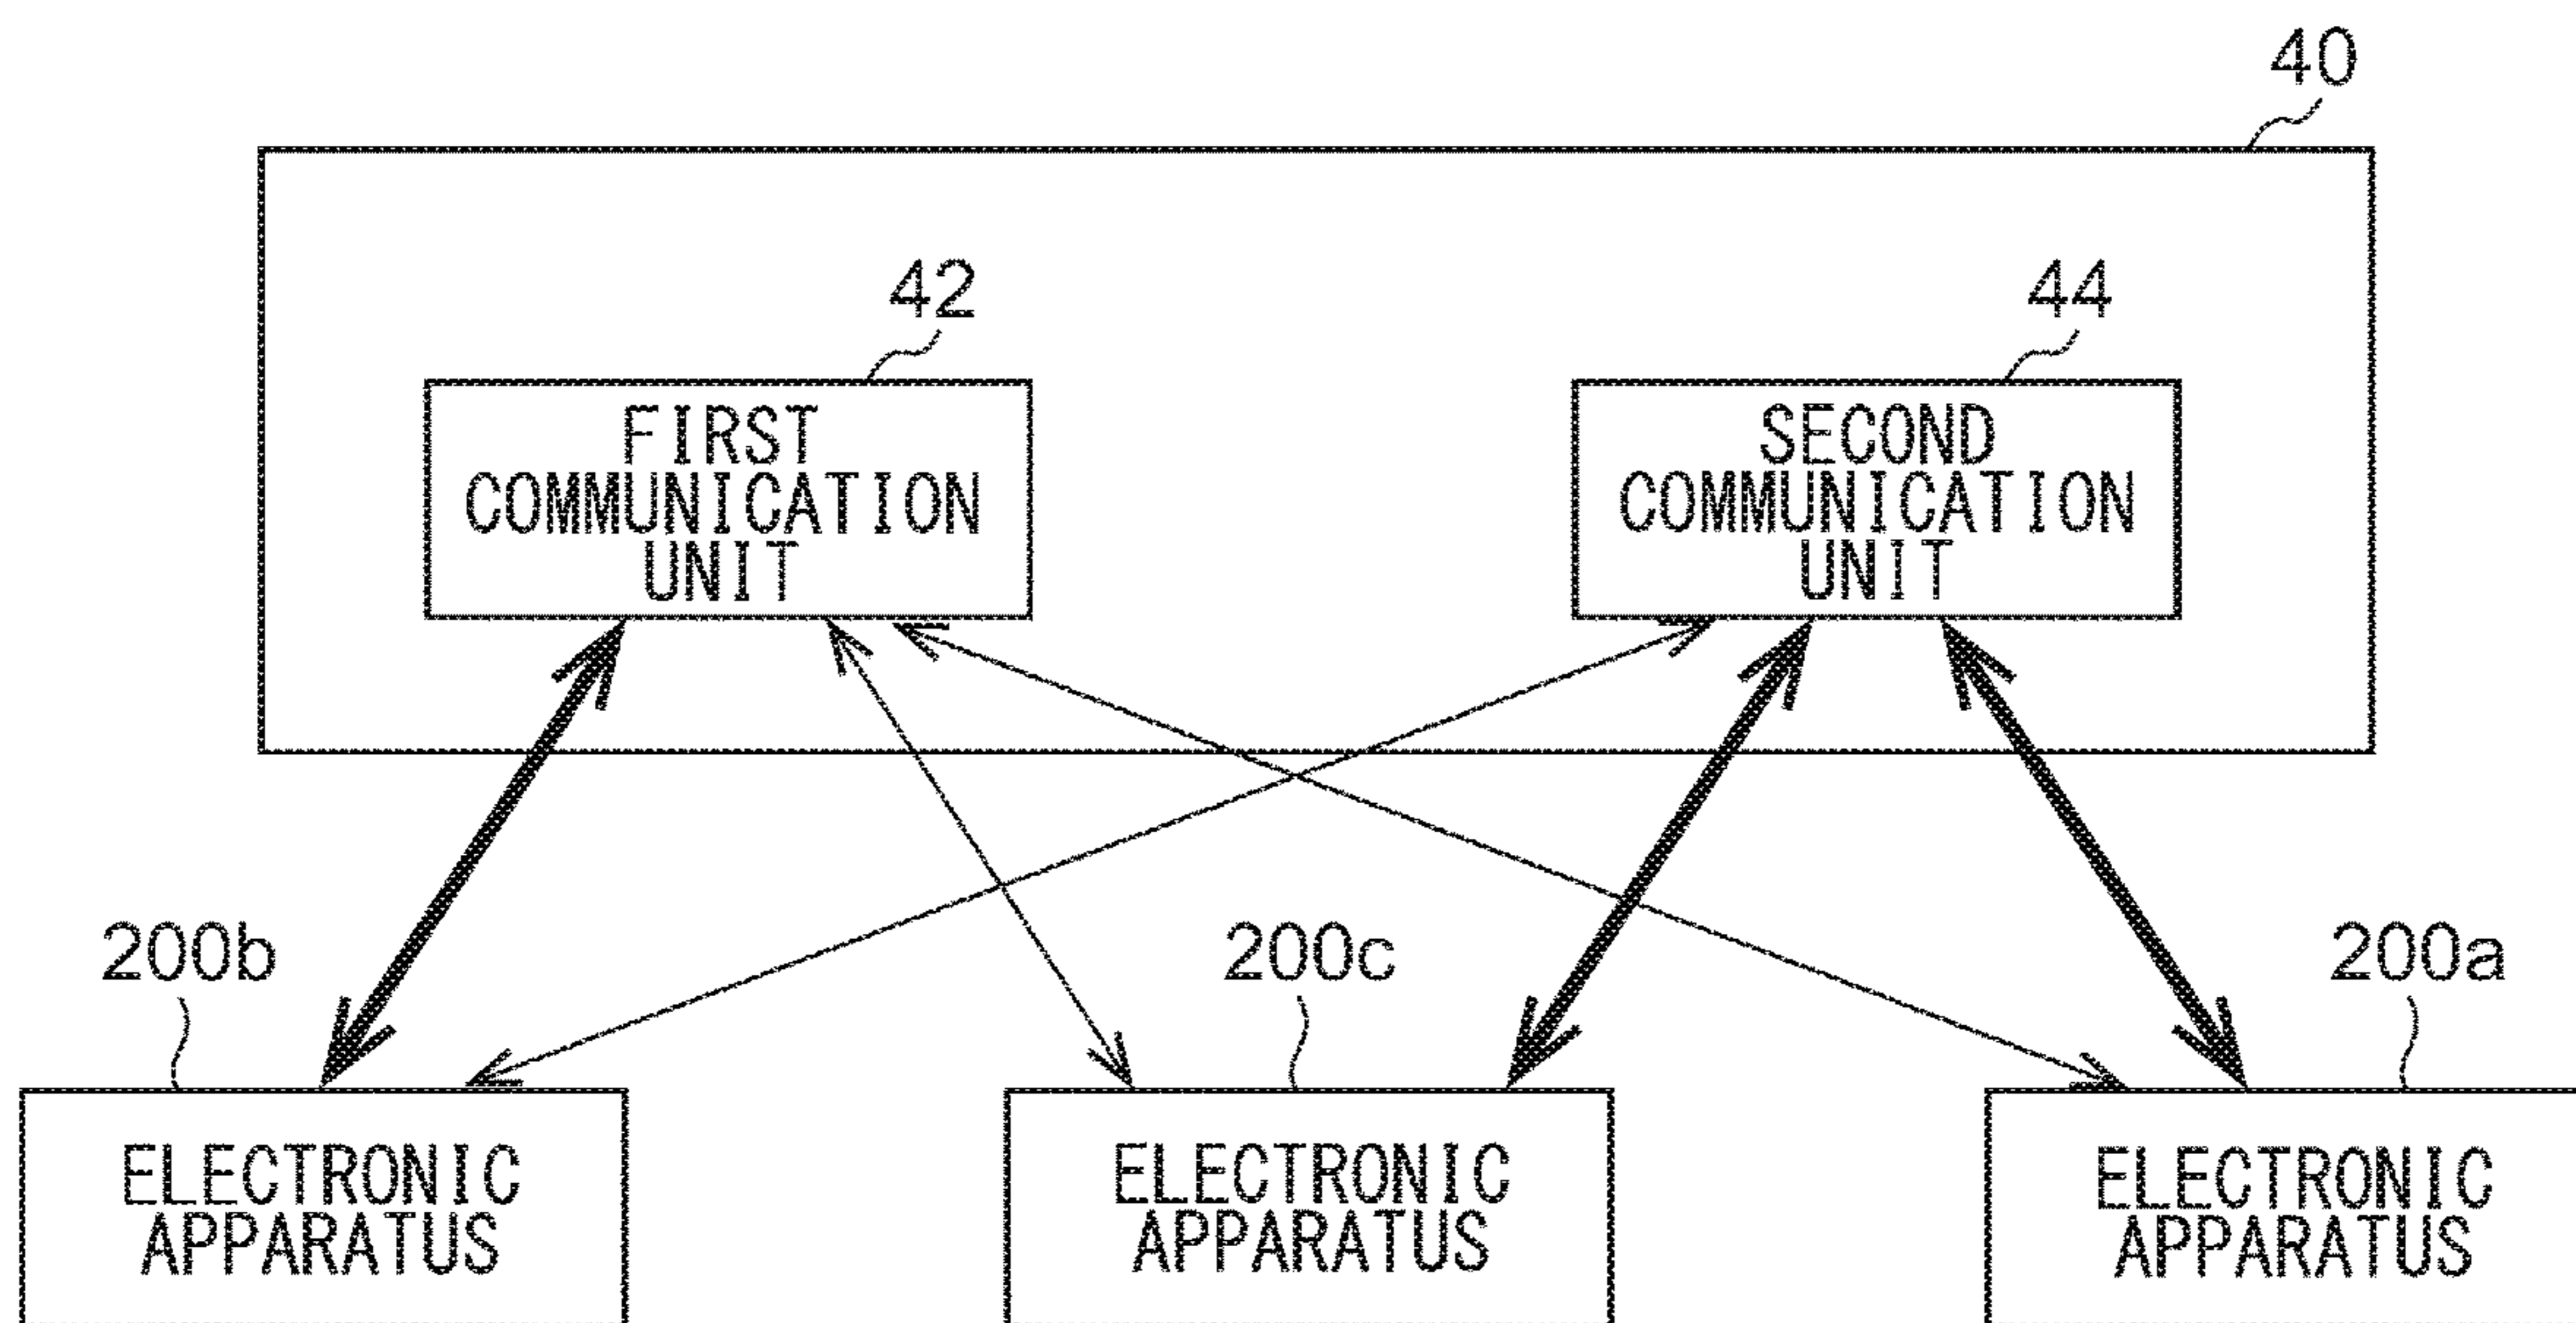 40
42
44
FIRST
COMMUNICATION
UNIT
SECOND
COMMUNICATION
UNIT
200b
200c
200a
ELECTRONIC
APPARATUS
ELECTRONIC
APPARATUS
ELECTRONIC
APPARATUS